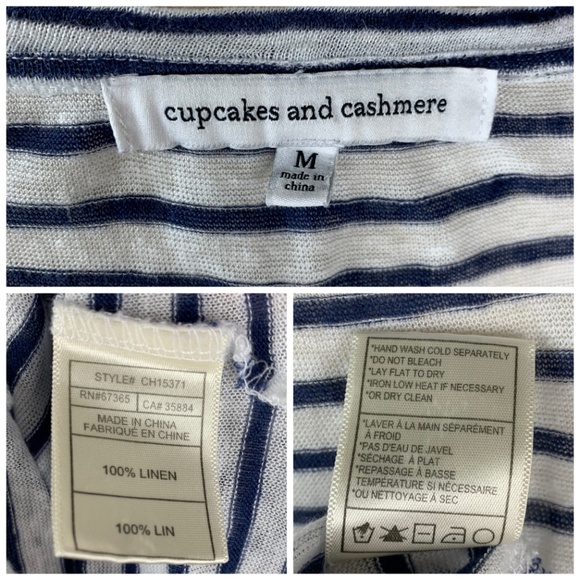 cupcakes and cashmere
M
made in
china
STYLE# CH15371
RN#67365 CA# 35884
MADE IN CHINA
FABRIQUÉ EN CHINE
100% LINEN
100% LIN
*HAND WASH COLD SEPARATELY
*DO NOT BLEACH
*LAY FLAT TO DRY
*IRON LOW HEAT IF NECESSARY
*OR DRY CLEAN
*LAVER À LA MAIN SÉPARÉMENT
À FROID
*PAS D'EAU DE JAVEL
*SÉCHAGE À PLAT
*REPASSAGE À BASSE
TEMPÉRATURE SI NÉCESSAIRE
*OU NETTOYAGE À SEC